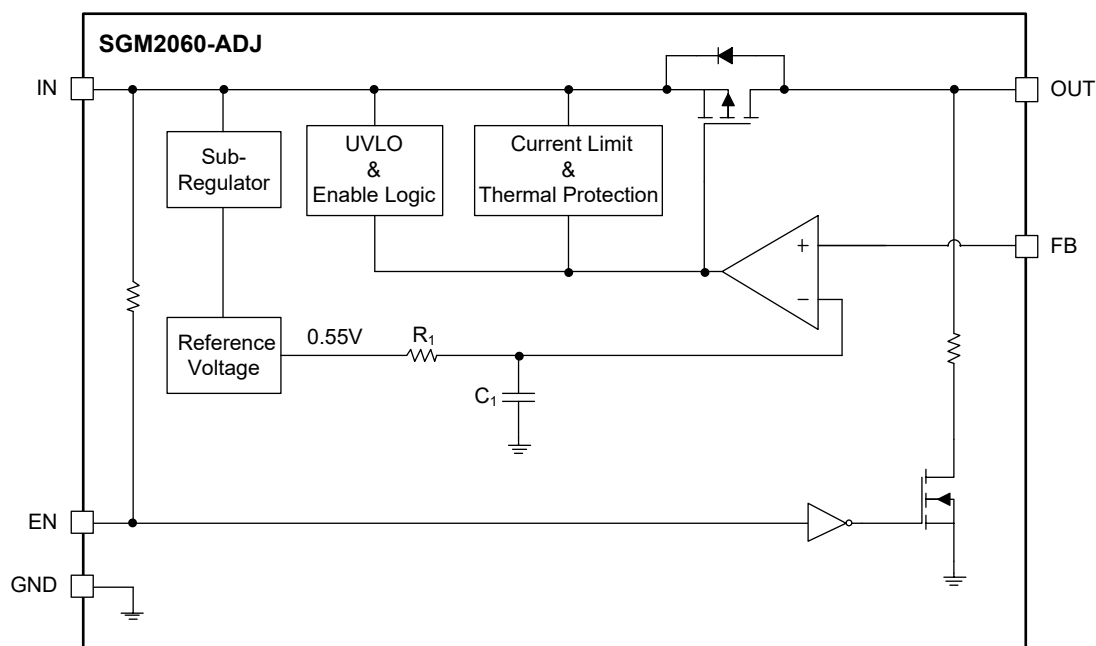 SGM2060-ADJ
IN
OUT
Sub-
Regulator
UVLO
&
Enable Logic
Current Limit
&
Thermal Protection
+
−
FB
Reference
Voltage
0.55V
R1
C1
EN
GND